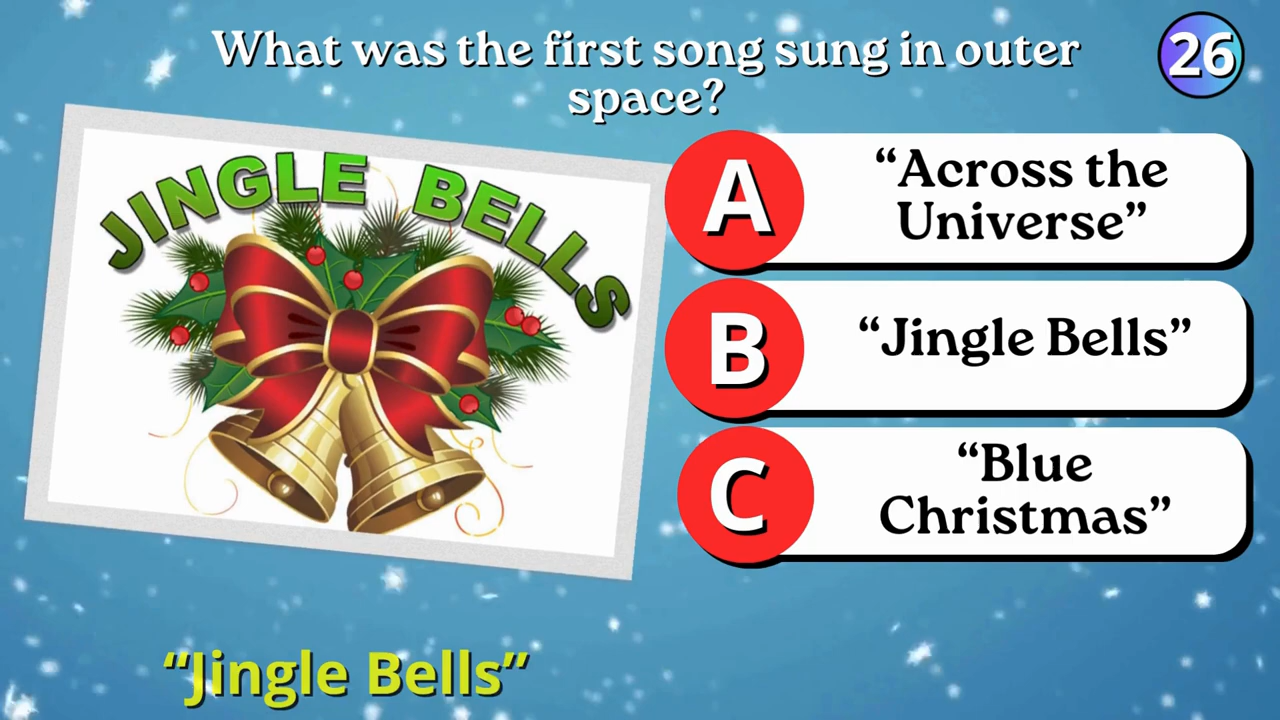 What was the first song sung in outer
space?
26
JINGLE BELLS
A
“Across the
Universe”
B
“Jingle Bells”
C
“Blue
Christmas”
“Jingle Bells”